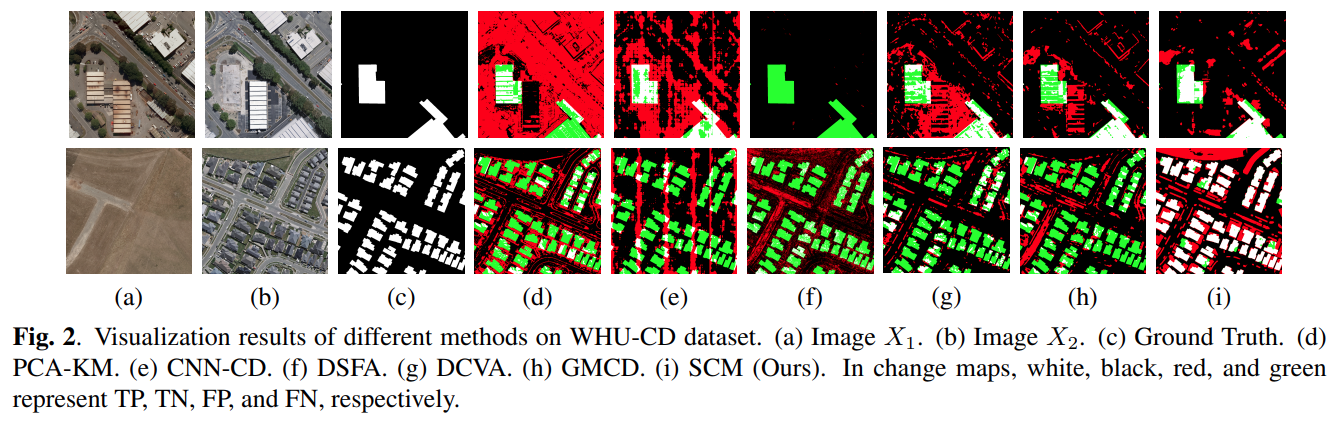 (a) (b) (c) (d) (e) (f) (g) (h) (i)
Fig. 2. Visualization results of different methods on WHU-CD dataset. (a) Image X₁. (b) Image X₂. (c) Ground Truth. (d)
PCA-KM. (e) CNN-CD. (f) DSFA. (g) DCVA. (h) GMCD. (i) SCM (Ours). In change maps, white, black, red, and green
represent TP, TN, FP, and FN, respectively.